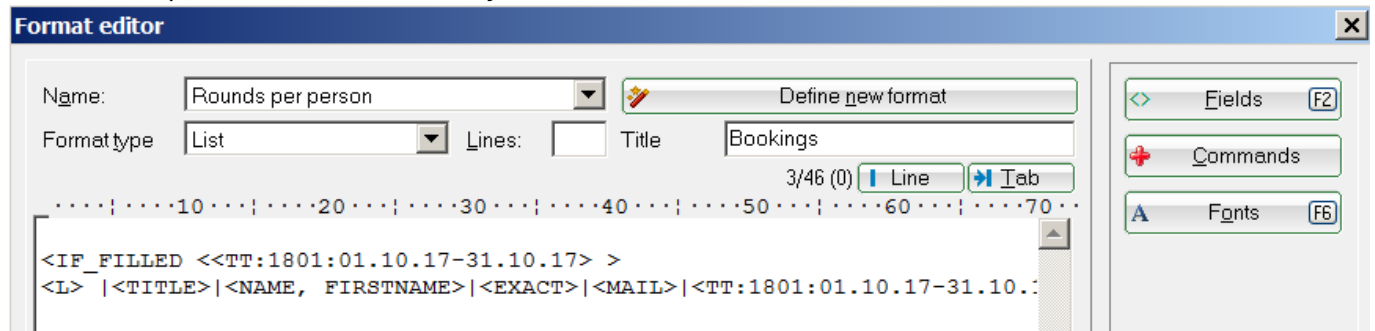 Format editor
Name: Rounds per person Define new format Fields F2
Format type List Lines: Title Bookings Commands
3/46 (0) Line Tab
····¦····10···¦····20···¦····30···¦····40···¦····50···¦····60···¦····70·· Fonts F6
<IF_FILLED <<TT:1801:01.10.17-31.10.17> >
<L> |<TITLE>|<NAME, FIRSTNAME>|<EXACT>|<MAIL>|<TT:1801:01.10.17-31.10.